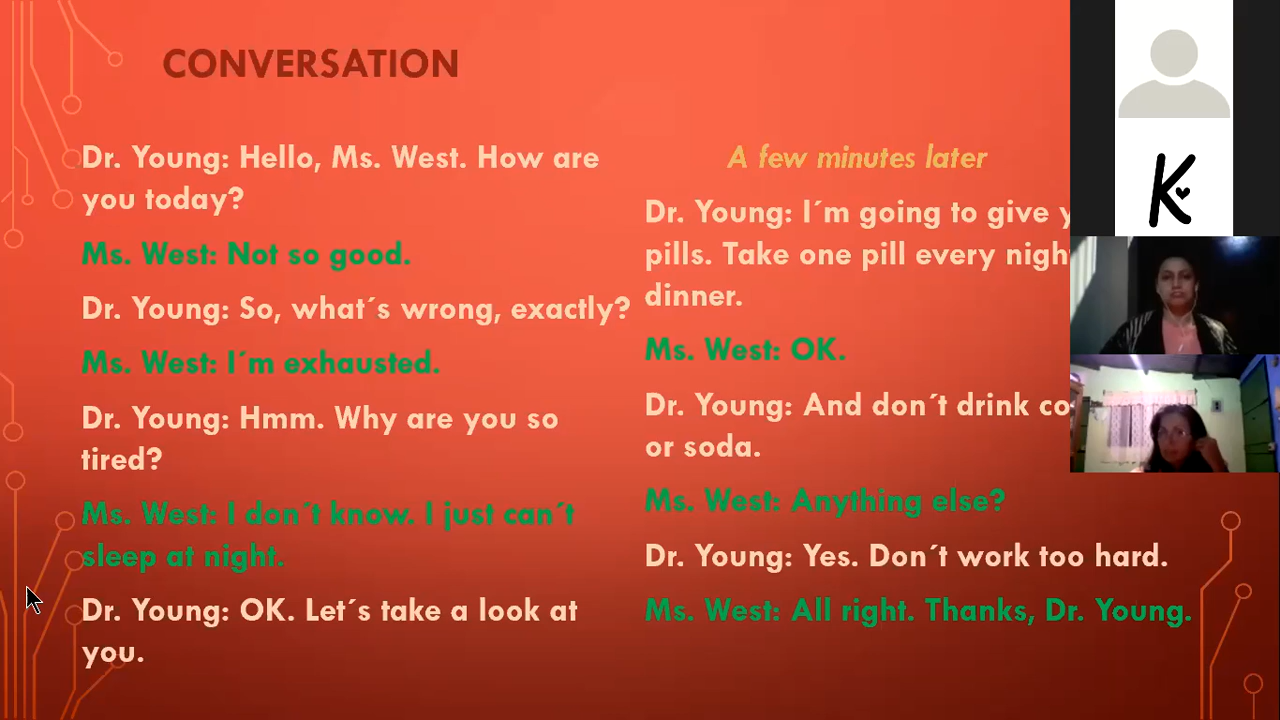 CONVERSATION
Dr. Young: Hello, Ms. West. How are
you today?
Ms. West: Not so good.
Dr. Young: So, what´s wrong, exactly?
Ms. West: I´m exhausted.
Dr. Young: Hmm. Why are you so
tired?
Ms. West: I don´t know. I just can´t
sleep at night.
Dr. Young: OK. Let´s take a look at
you.
A few minutes later
Dr. Young: I´m going to give
pills. Take one pill every
dinner.
Ms. West: OK.
Dr. Young: And don´t drink
or soda.
Ms. West: Anything else?
Dr. Young: Yes. Don´t work too hard.
Ms. West: All right. Thanks, Dr. Young.
K